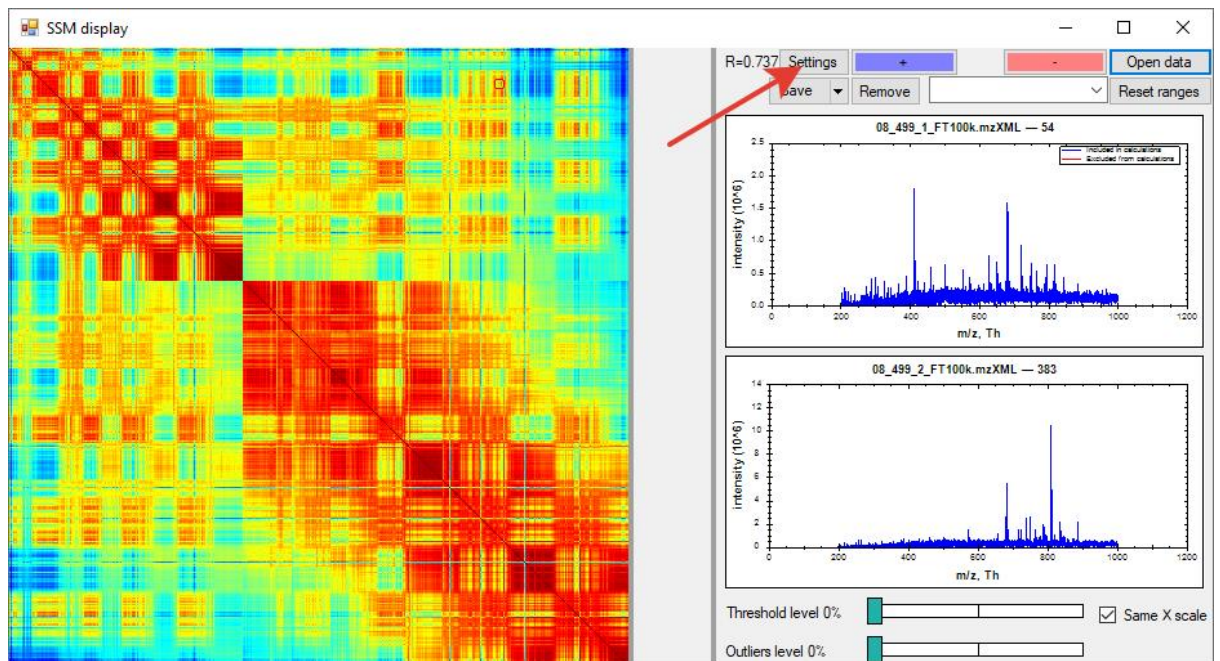 SSM display
R=0.737 Settings + - Open data
Save Remove Reset ranges
08_499_1_FT100k.mzXML — 54
Included in calculations
Excluded from calculations
2.5
2.0
1.5
1.0
0.5
0.0
intensity (10^6)
0 200 400 600 800 1000 1200
m/z, Th
08_499_2_FT100k.mzXML — 383
14
12
10
8
6
4
2
0
intensity (10^6)
0 200 400 600 800 1000 1200
m/z, Th
Threshold level 0% Same X scale
Outliers level 0%